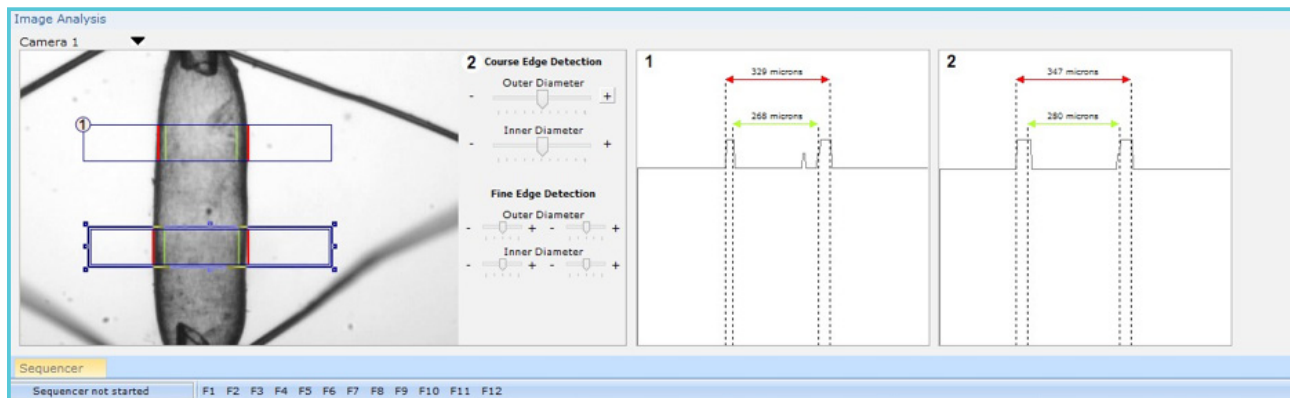 Image Analysis
Camera 1
1
2 Course Edge Detection
Outer Diameter
- +
Inner Diameter
- +
Fine Edge Detection
Outer Diameter
- + - +
Inner Diameter
- + - +
1
329 microns
268 microns
2
347 microns
280 microns
Sequencer
Sequencer not started F1 F2 F3 F4 F5 F6 F7 F8 F9 F10 F11 F12